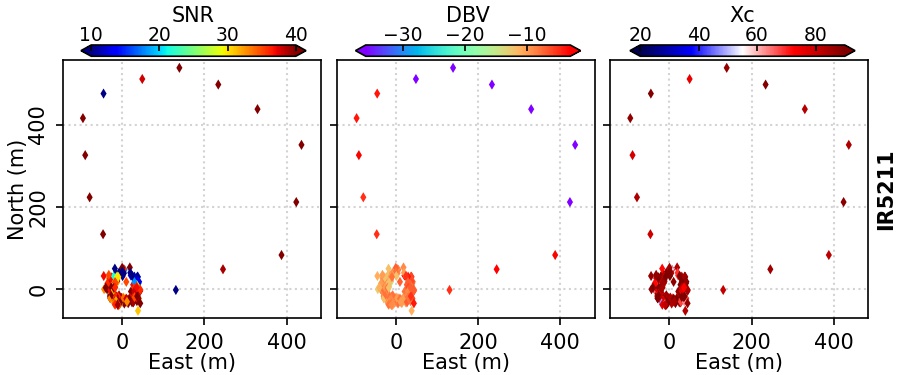 SNR DBV Xc
10 20 30 40 −30 −20 −10 20 40 60 80
North (m)
400
200
0
IR5211
0 200 400 0 200 400 0 200 400
East (m) East (m) East (m)